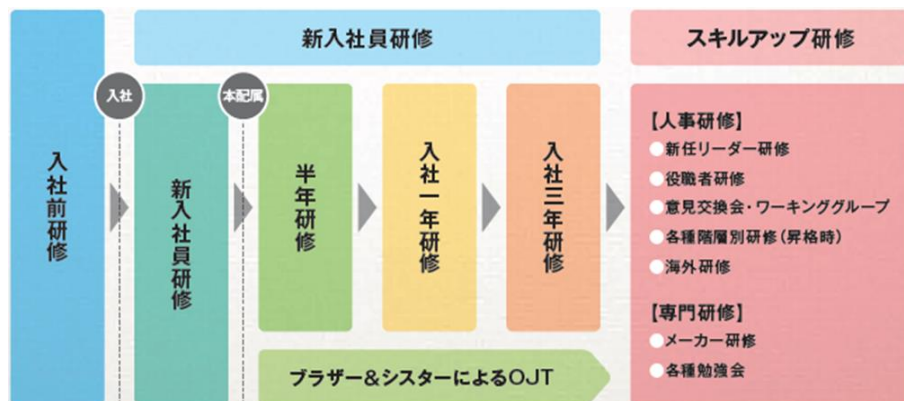 新入社員研修
スキルアップ研修
入社前研修
入社
新入社員研修
本配属
半年研修
入社一年研修
入社三年研修
ブラザー&シスターによるOJT
【人事研修】
●新任リーダー研修
●役職者研修
●意見交換会・ワーキンググループ
●各種階層別研修(昇格時)
●海外研修
【専門研修】
●メーカー研修
●各種勉強会